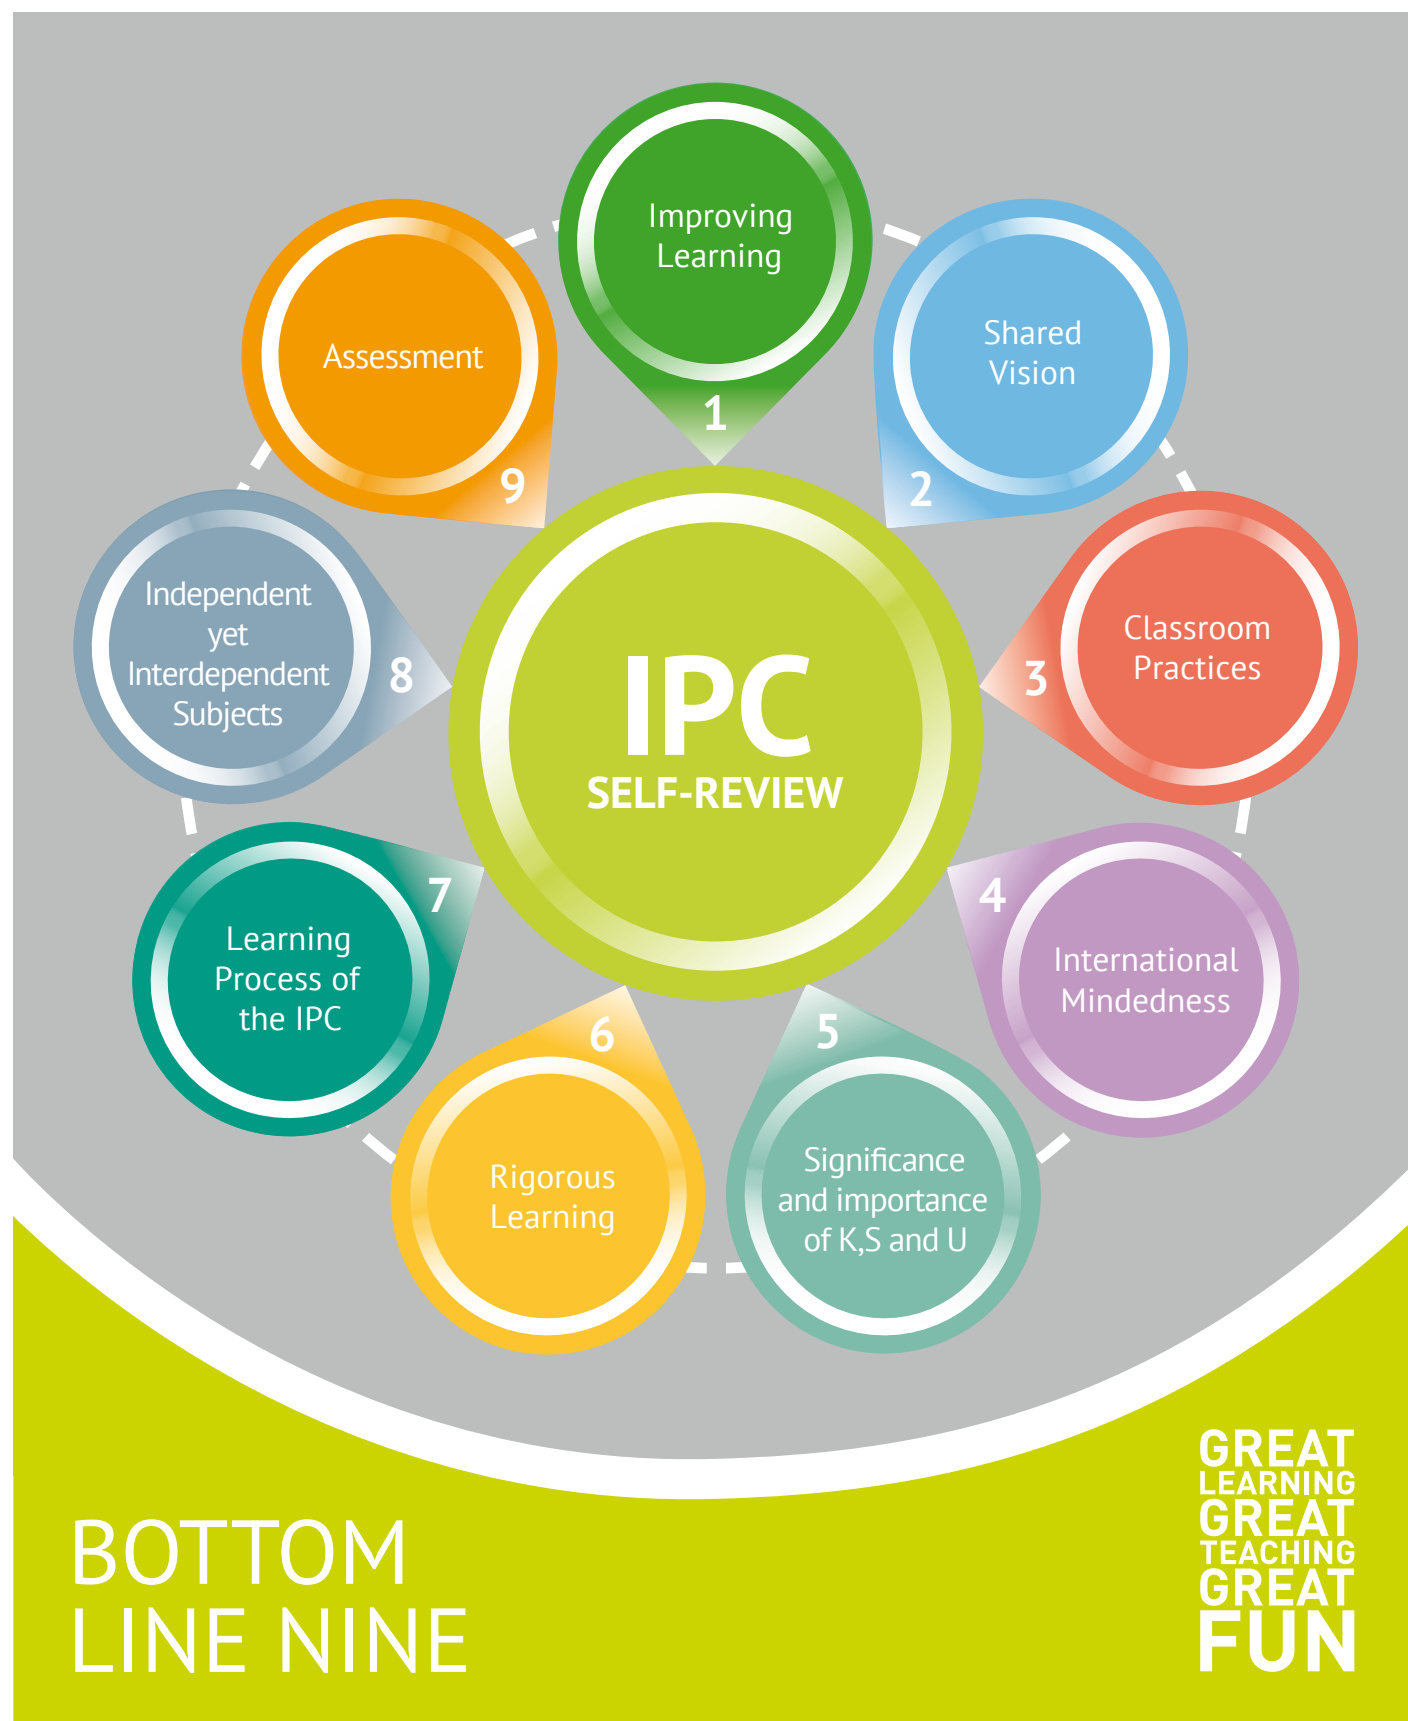 Improving
Learning
1
Shared
Vision
2
Classroom
Practices
3
International
Mindedness
4
Significance
and importance
of K,S and U
5
Rigorous
Learning
6
Learning
Process of
the IPC
7
Independent
yet
Interdependent
Subjects
8
Assessment
9
IPC
SELF-REVIEW
BOTTOM
LINE NINE
GREAT
LEARNING
GREAT
TEACHING
GREAT
FUN